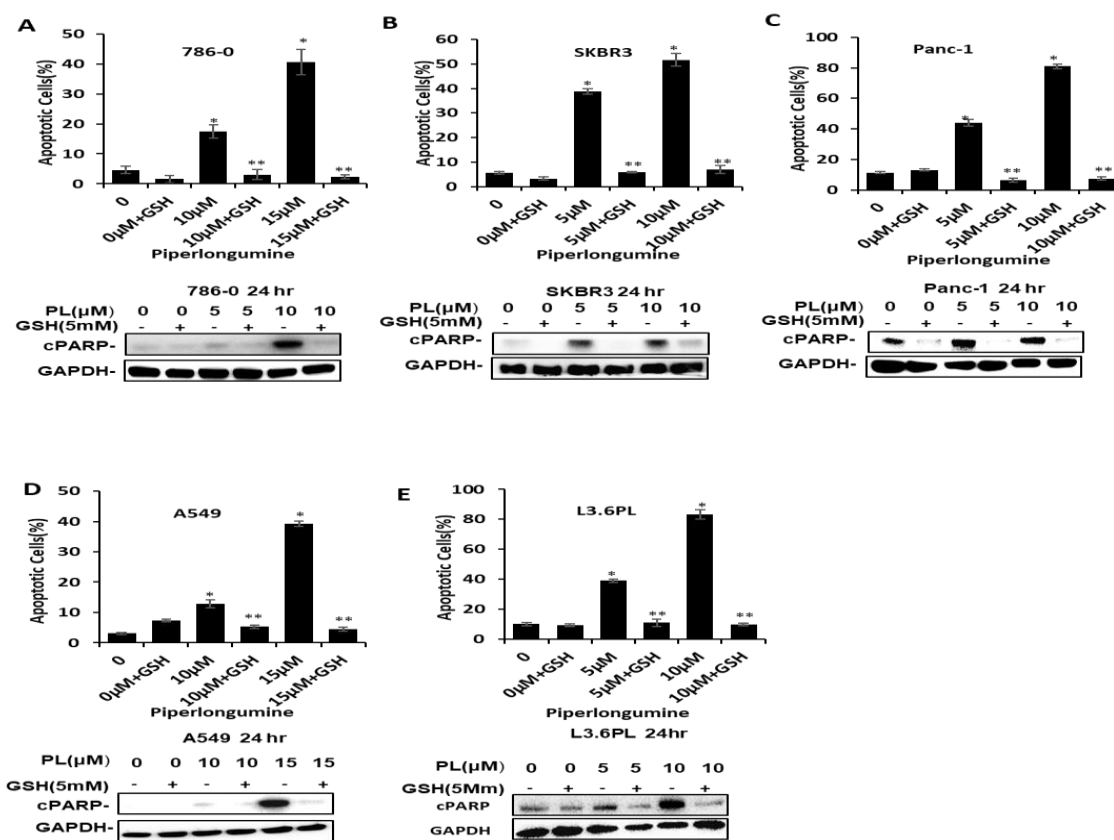 A
786-0
Apoptotic Cells(%)
50
40
30
20
10
0
*
*
**
**
0
0μM+GSH
10μM
10μM+GSH
15μM
15μM+GSH
Piperlongumine
786-0 24 hr
PL(μM) 0 0 5 5 10 10
GSH(5mM) - + - + - +
cPARP-
GAPDH-
B
SKBR3
Apoptotic Cells(%)
60
50
40
30
20
10
0
*
*
**
**
0
0μM+GSH
5μM
5μM+GSH
10μM
10μM+GSH
Piperlongumine
SKBR3 24 hr
PL(μM) 0 0 5 5 10 10
GSH(5mM) - + - + - +
cPARP-
GAPDH-
C
Panc-1
Apoptotic Cells(%)
100
80
60
40
20
0
*
*
**
**
0
0μM+GSH
5μM
5μM+GSH
10μM
10μM+GSH
Piperlongumine
Panc-1 24 hr
PL(μM) 0 0 5 5 10 10
GSH(5mM) - + - + - +
cPARP-
GAPDH-
D
A549
Apoptotic Cells(%)
50
40
30
20
10
0
*
*
**
**
0
0μM+GSH
10μM
10μM+GSH
15μM
15μM+GSH
Piperlongumine
A549 24 hr
PL(μM) 0 0 10 10 15 15
GSH(5mM) - + - + - +
cPARP-
GAPDH-
E
L3.6PL
Apoptotic Cells(%)
100
80
60
40
20
0
*
*
**
**
0
0μM+GSH
5μM
5μM+GSH
10μM
10μM+GSH
Piperlongumine
L3.6PL 24hr
PL(μM) 0 0 5 5 10 10
GSH(5Mm) - + - + - +
cPARP
GAPDH